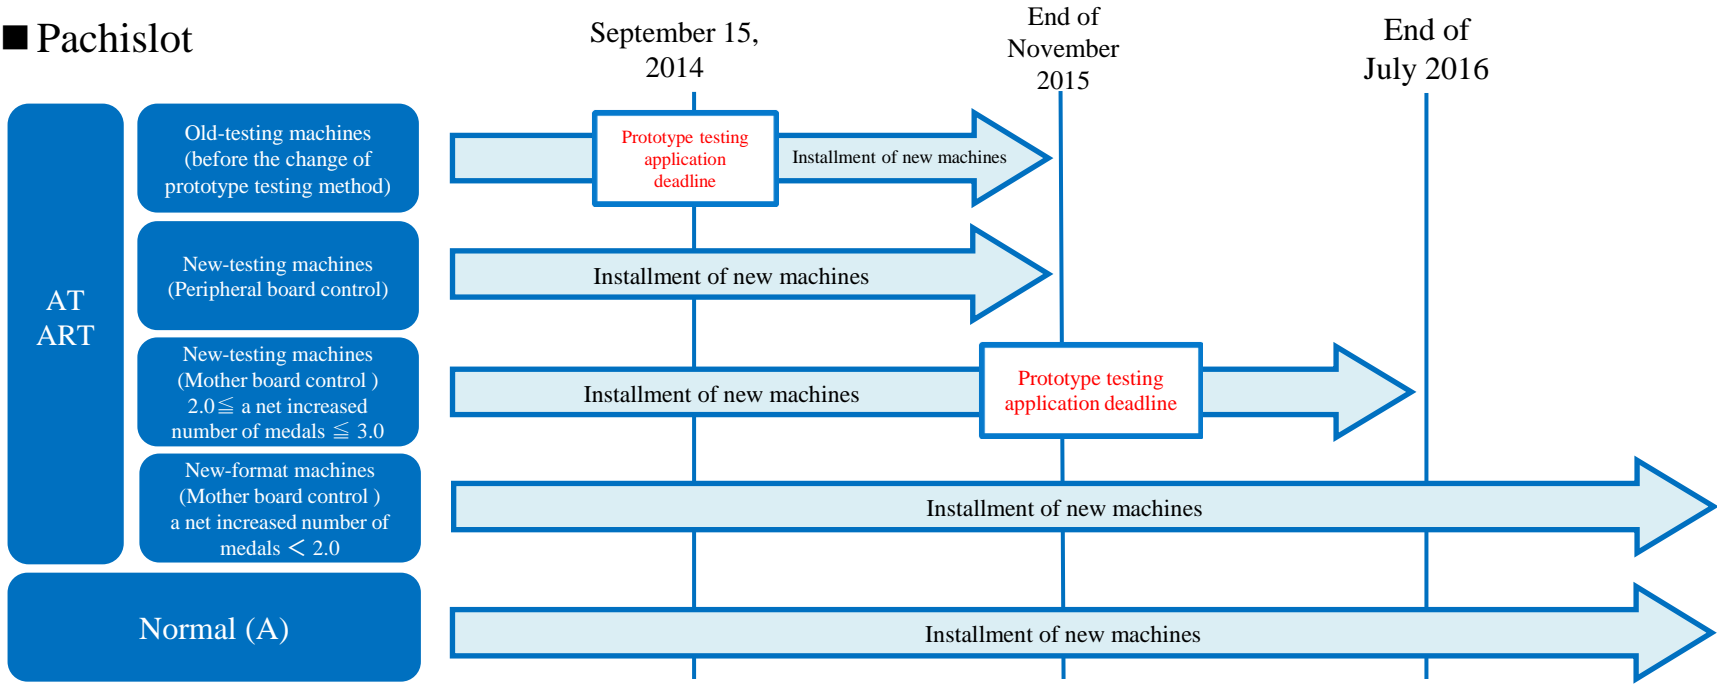 ■ Pachislot
September 15,
2014
End of
November
2015
End of
July 2016
AT
ART
Old-testing machines
(before the change of
prototype testing method)
Prototype testing
application
deadline
Installment of new machines
New-testing machines
(Peripheral board control)
Installment of new machines
New-testing machines
(Mother board control )
2.0≦ a net increased
number of medals ≦ 3.0
Installment of new machines
Prototype testing
application deadline
New-format machines
(Mother board control )
a net increased number of
medals < 2.0
Installment of new machines
Normal (A)
Installment of new machines